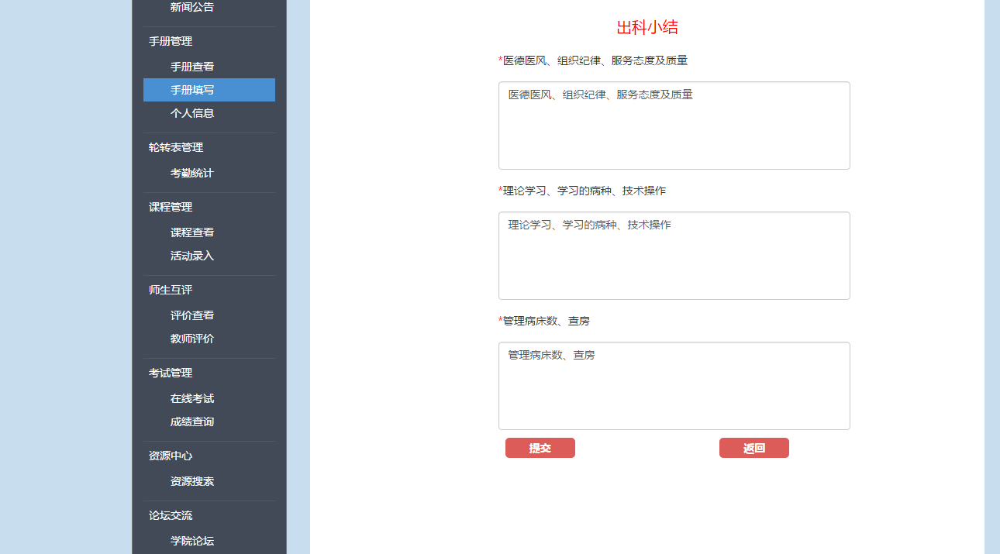 新闻公告
手册管理
手册查看
手册填写
个人信息
轮转表管理
考勤统计
课程管理
课程查看
活动录入
师生互评
评价查看
教师评价
考试管理
在线考试
成绩查询
资源中心
资源搜索
论坛交流
学院论坛
出科小结
*医德医风、组织纪律、服务态度及质量
医德医风、组织纪律、服务态度及质量
*理论学习、学习的病种、技术操作
理论学习、学习的病种、技术操作
*管理病床数、查房
管理病床数、查房
提交
返回